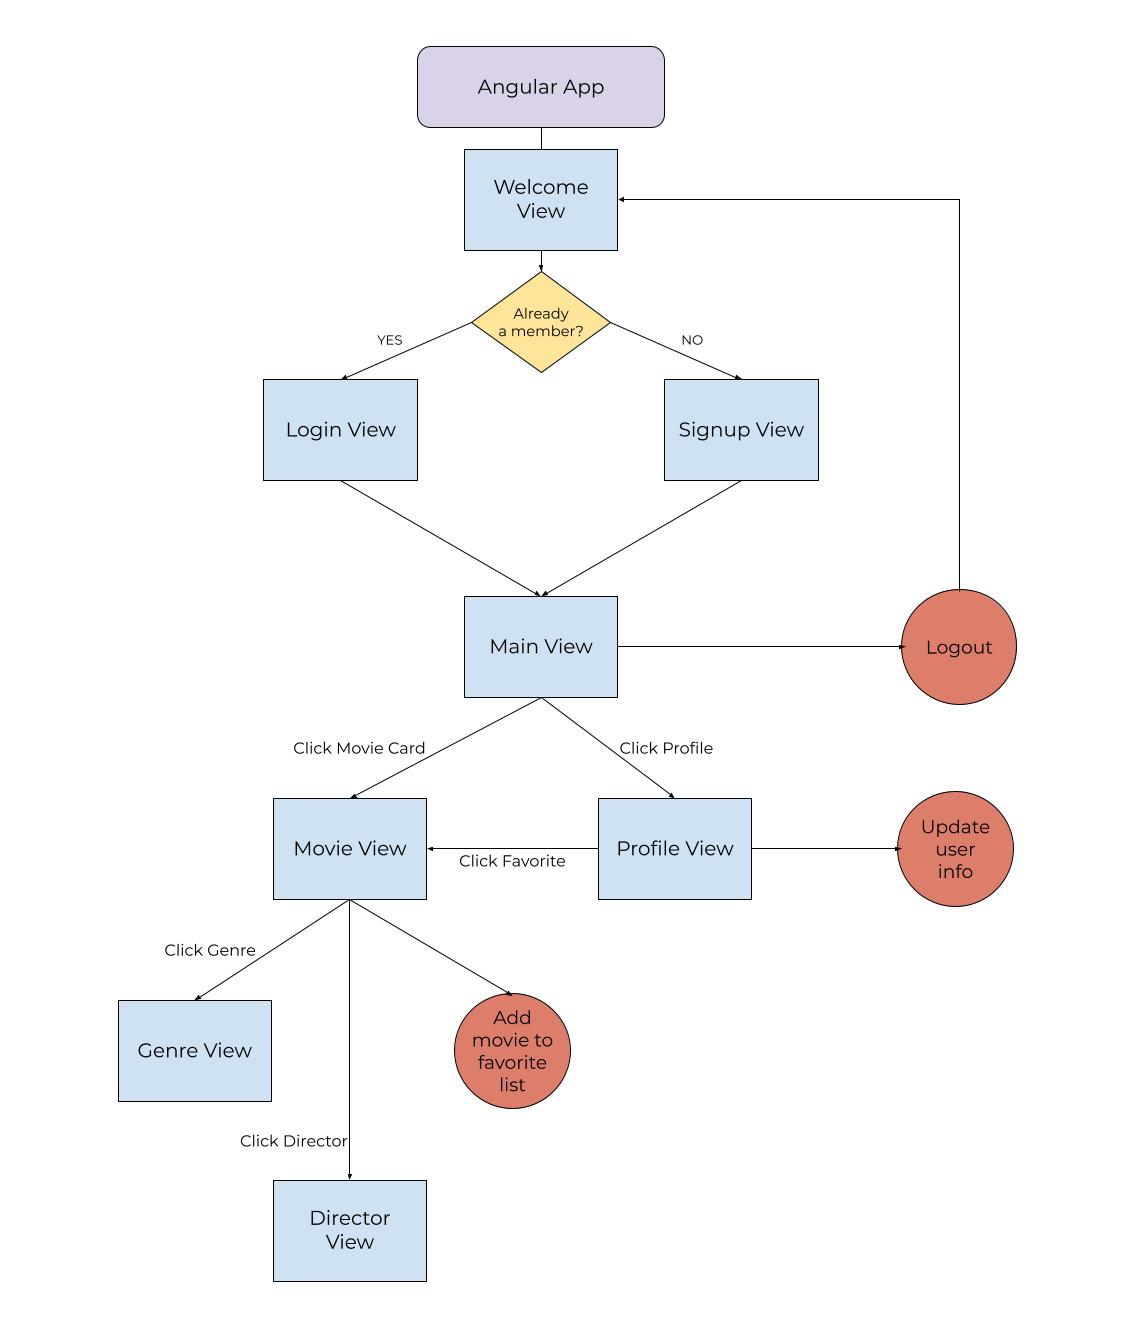 Angular App
Welcome
View
Already
a member?
YES
NO
Login View
Signup View
Main View
Logout
Click Movie Card
Click Profile
Movie View
Click Favorite
Profile View
Update
user
info
Click Genre
Genre View
Add
movie to
favorite
list
Click Director
Director
View